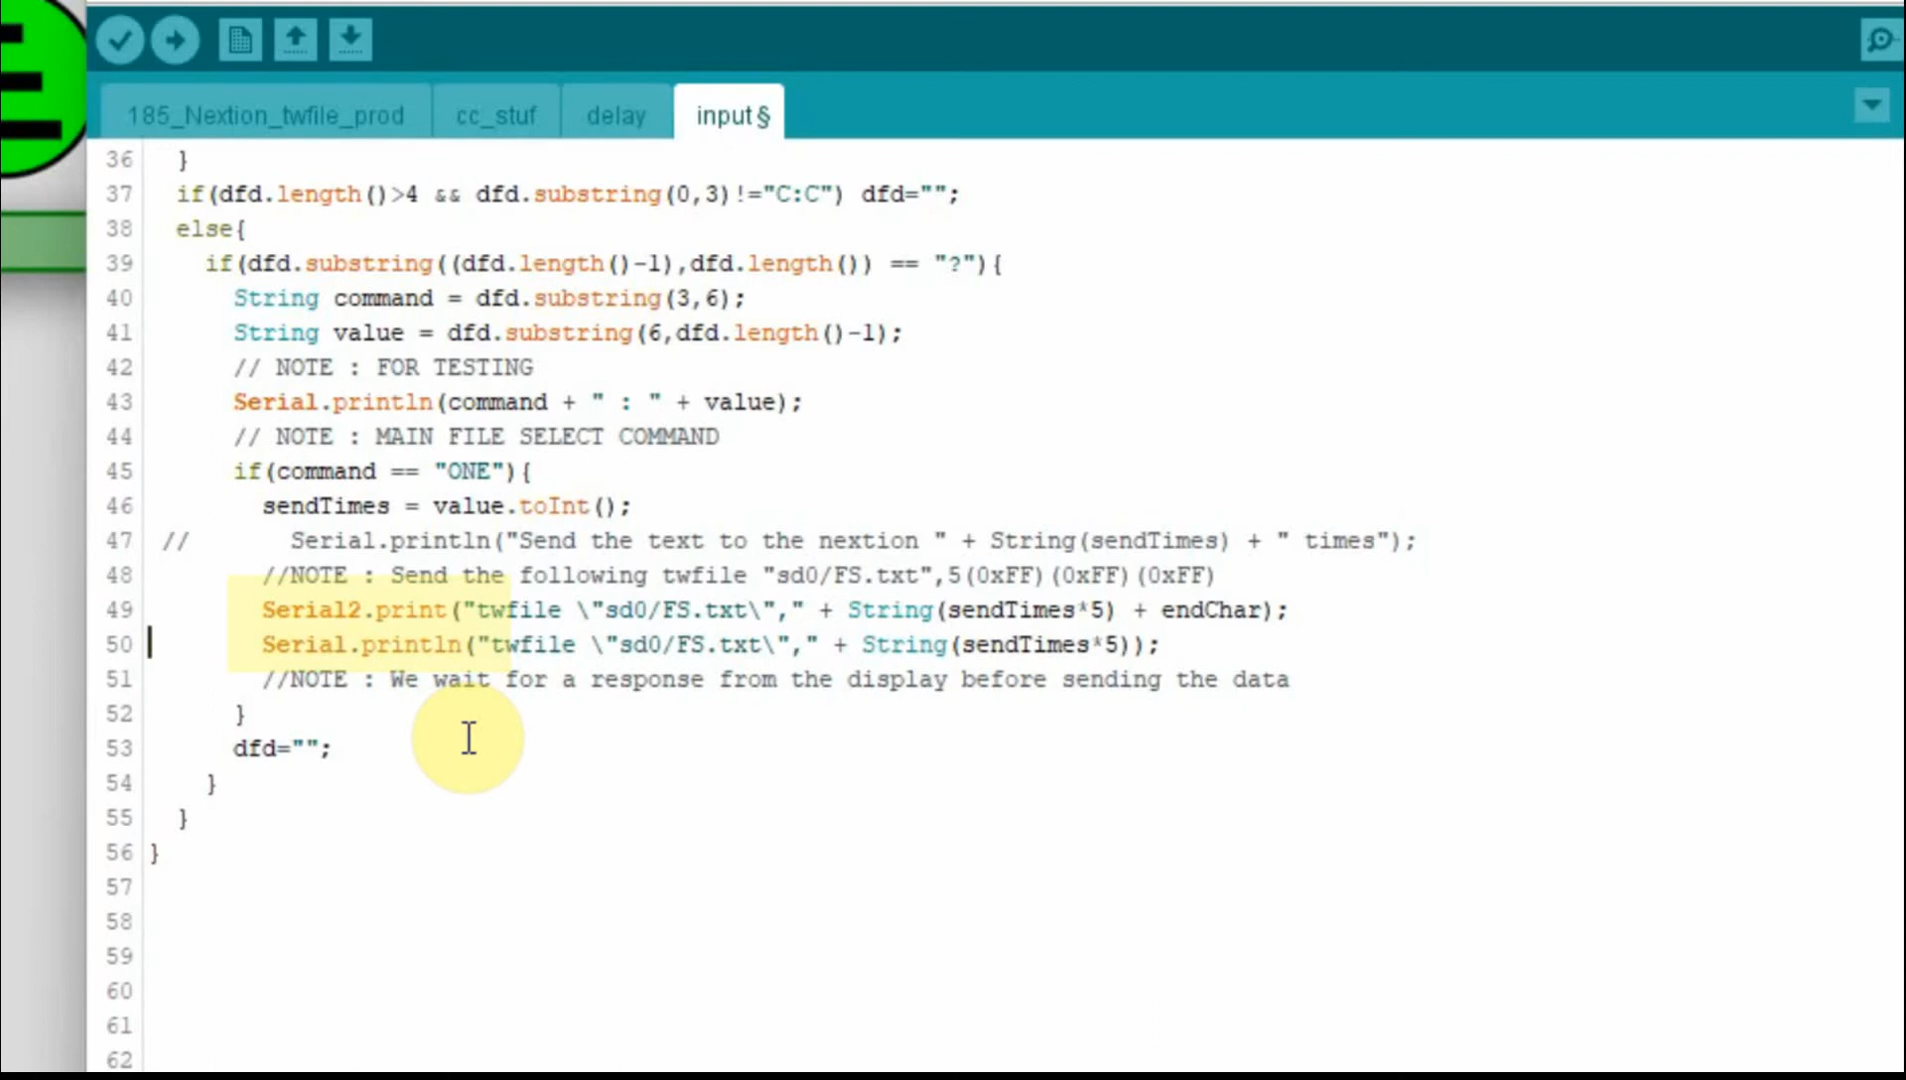 185_Nextion_twfile_prod cc_stuf delay input§
36 }
37 if(dfd.length()>4 && dfd.substring(0,3)!="C:C") dfd="";
38 else{
39 if(dfd.substring((dfd.length()-1),dfd.length()) == "?"){
40 String command = dfd.substring(3,6);
41 String value = dfd.substring(6,dfd.length()-1);
42 // NOTE : FOR TESTING
43 Serial.println(command + " : " + value);
44 // NOTE : MAIN FILE SELECT COMMAND
45 if(command == "ONE"){
46 sendTimes = value.toInt();
47 // Serial.println("Send the text to the nextion " + String(sendTimes) + " times");
48 //NOTE : Send the following twfile "sd0/FS.txt",5(0xFF)(0xFF)(0xFF)
49 Serial2.print("twfile \"sd0/FS.txt\"," + String(sendTimes*5) + endChar);
50 Serial.println("twfile \"sd0/FS.txt\"," + String(sendTimes*5));
51 //NOTE : We wait for a response from the display before sending the data
52 }
53 dfd="";
54 }
55 }
56 }
57
58
59
60
61
62